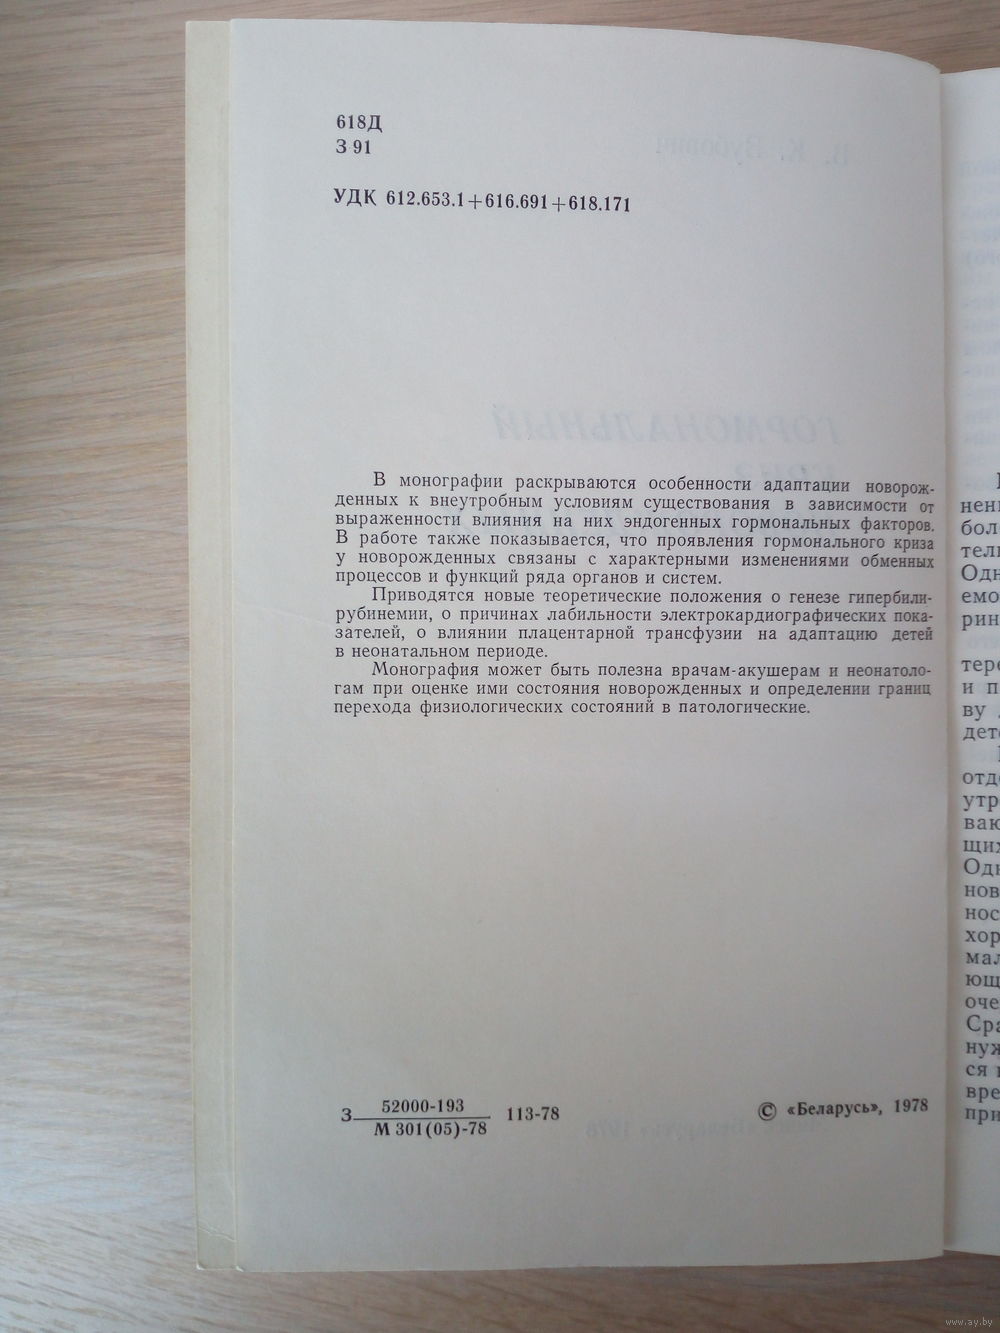 618Д
З 91
УДК 612.653.1+616.691+618.171
В монографии раскрываются особенности адаптации новорож-
денных к внеутробным условиям существования в зависимости от
выраженности влияния на них эндогенных гормональных факторов.
В работе также показывается, что проявления гормонального криза
у новорожденных связаны с характерными изменениями обменных
процессов и функций ряда органов и систем.
Приводятся новые теоретические положения о генезе гипербили-
рубинемии, о причинах лабильности электрокардиографических пока-
зателей, о влиянии плацентарной трансфузии на адаптацию детей
в неонатальном периоде.
Монография может быть полезна врачам-акушерам и неонатоло-
гам при оценке ими состояния новорожденных и определении границ
перехода физиологических состояний в патологические.
З 52000-193 113-78
М 301(05)-78
© «Беларусь», 1978
www.ay.by